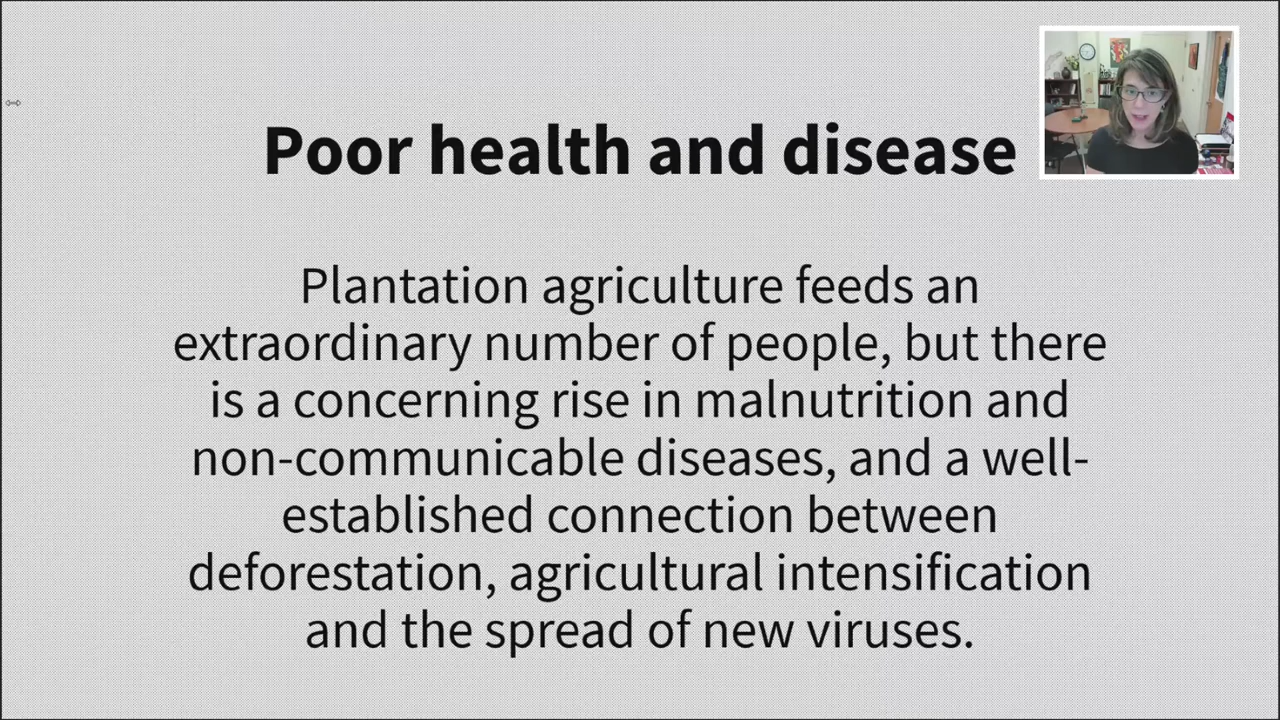 Poor health and disease
Plantation agriculture feeds an
extraordinary number of people, but there
is a concerning rise in malnutrition and
non-communicable diseases, and a well-
established connection between
deforestation, agricultural intensification
and the spread of new viruses.